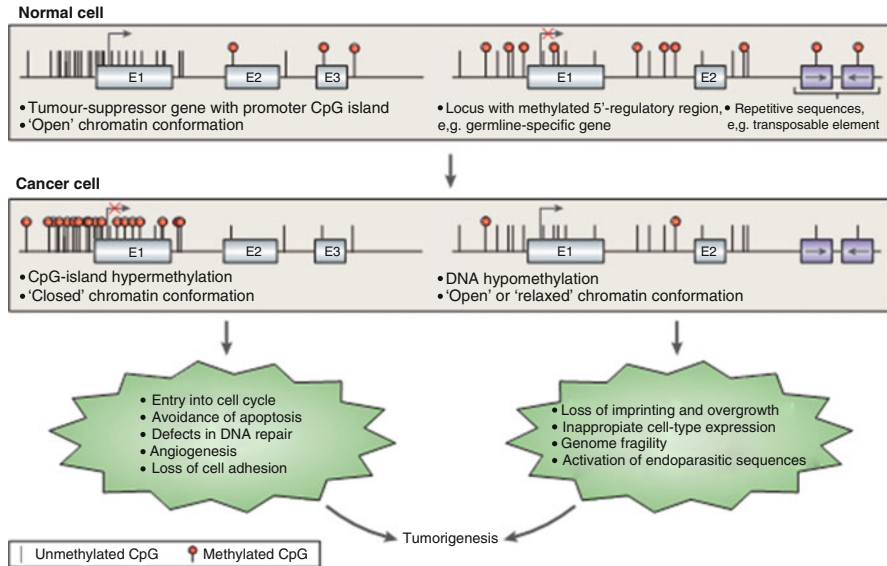 Normal cell
E1
E2
E3
E1
E2
• Tumour-suppressor gene with promoter CpG island
• 'Open' chromatin conformation
• Locus with methylated 5'-regulatory region,
e,g. germline-specific gene
• Repetitive sequences,
e,g. transposable element
Cancer cell
E1
E2
E3
E1
E2
• CpG-island hypermethylation
• 'Closed' chromatin conformation
• DNA hypomethylation
• 'Open' or 'relaxed' chromatin conformation
• Entry into cell cycle
• Avoidance of apoptosis
• Defects in DNA repair
• Angiogenesis
• Loss of cell adhesion
• Loss of imprinting and overgrowth
• Inappropiate cell-type expression
• Genome fragility
• Activation of endoparasitic sequences
Tumorigenesis
Unmethylated CpG
Methylated CpG